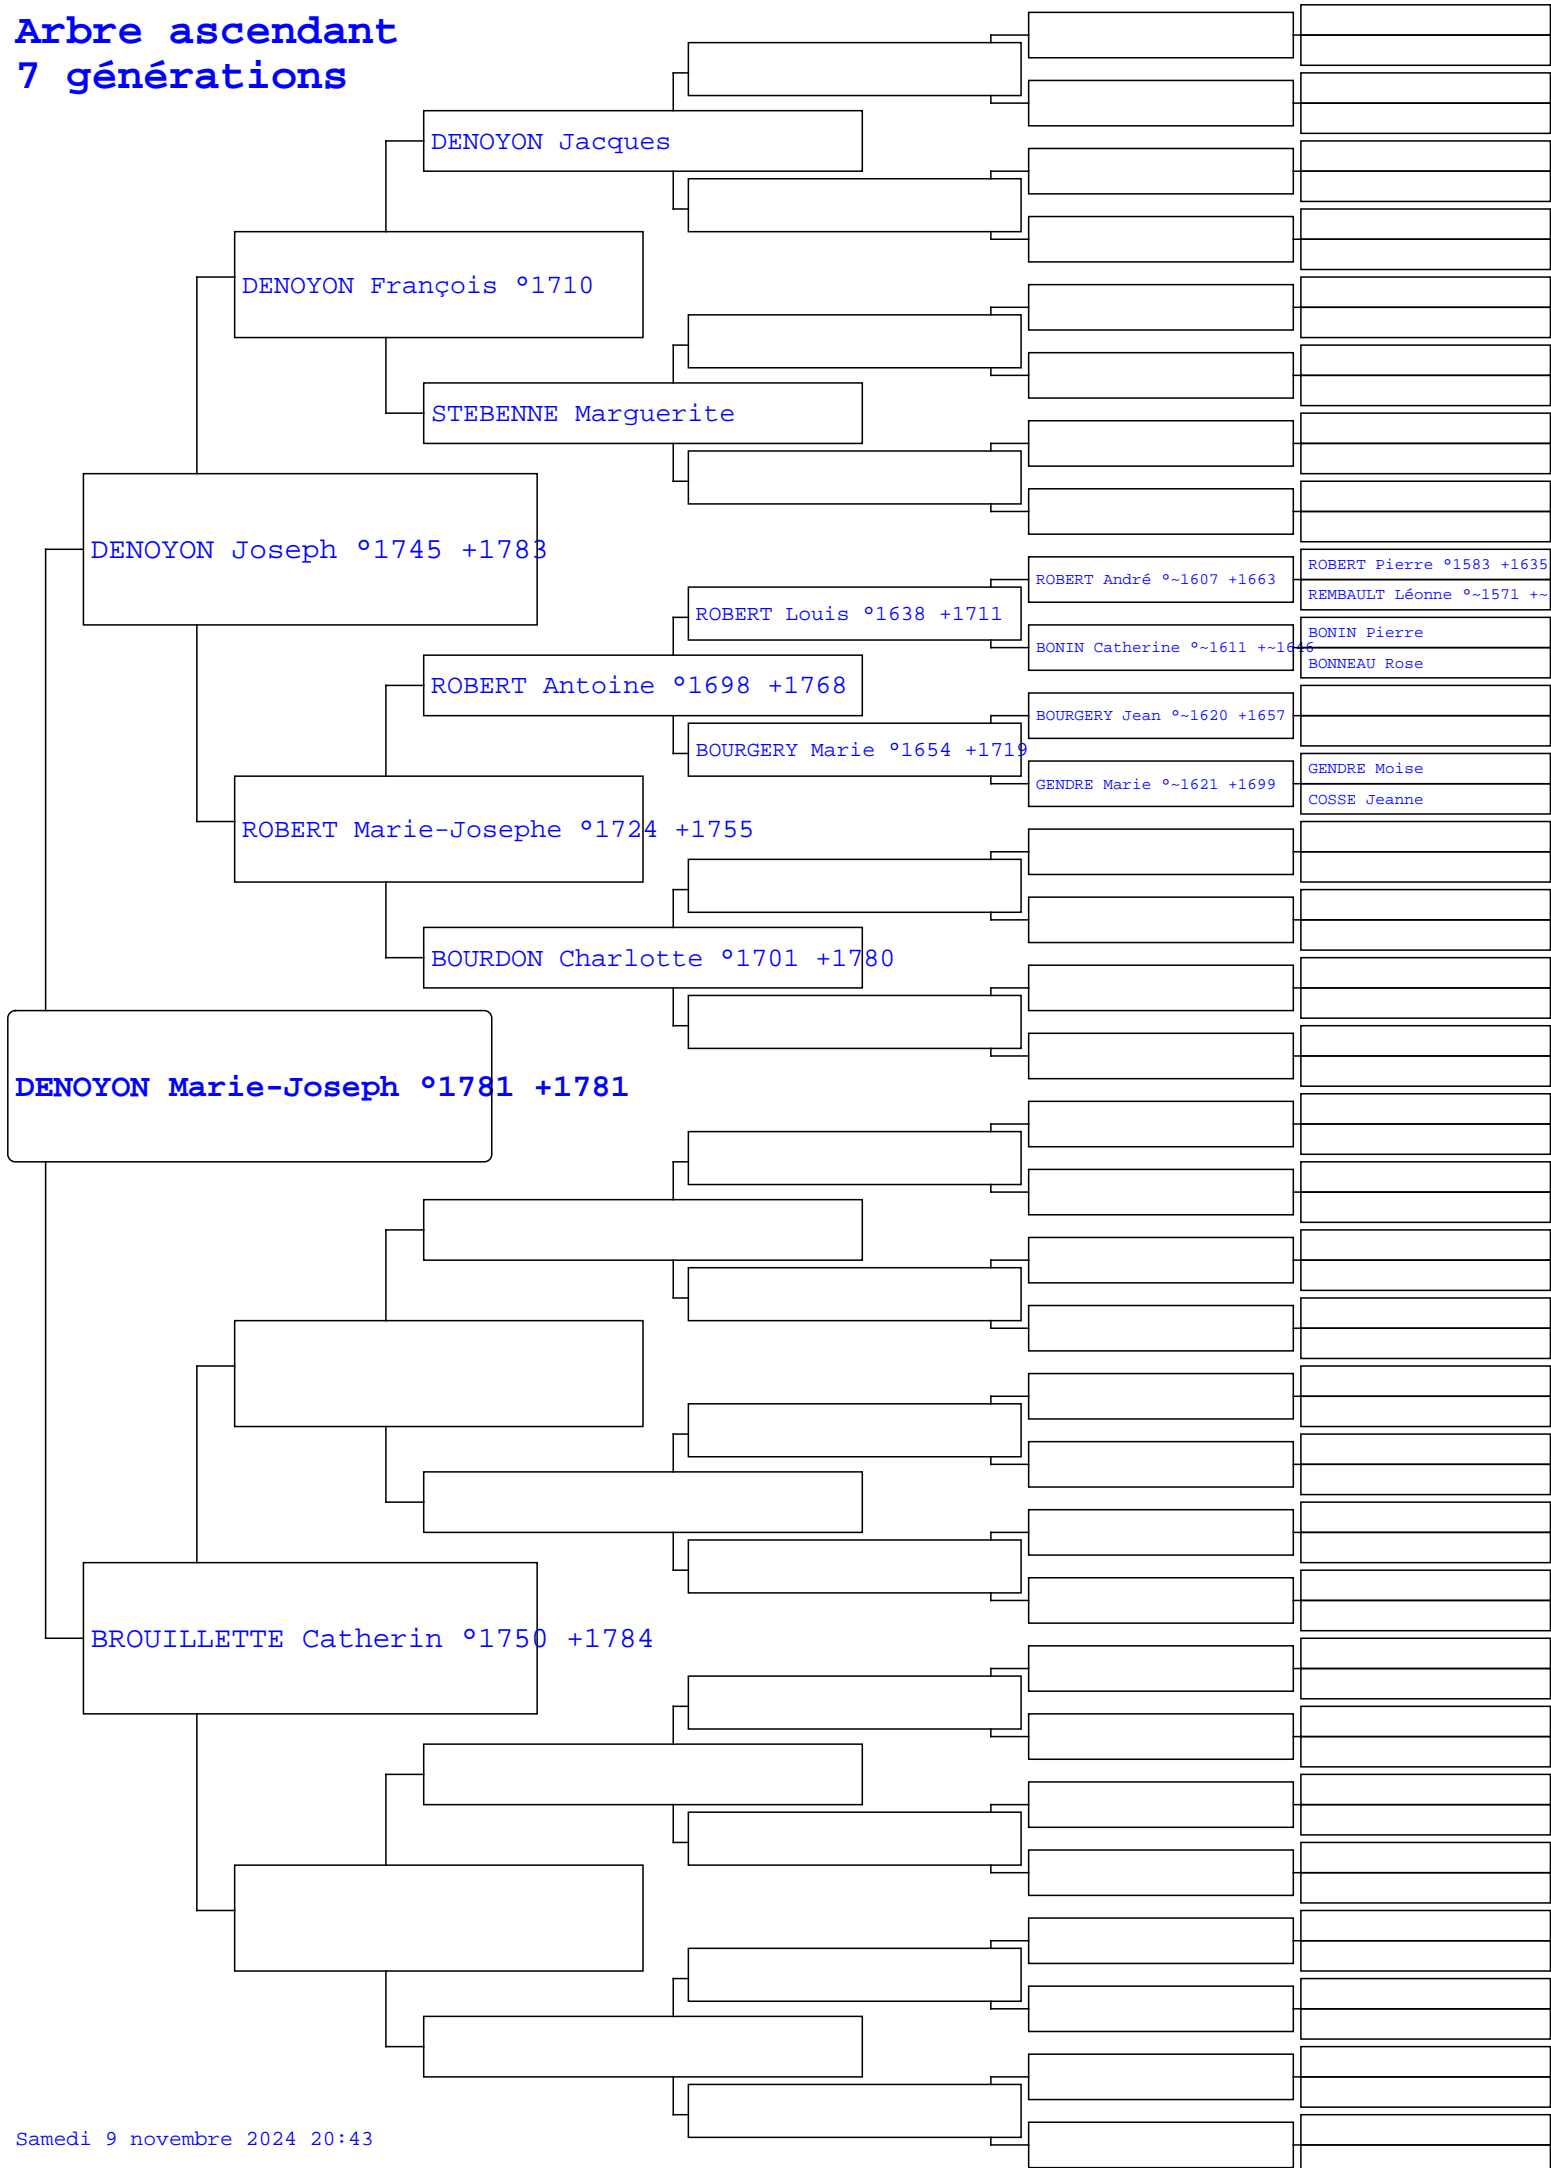 Arbre ascendant
7 générations
DENOYON Jacques
DENOYON François °1710
STEBENNE Marguerite
DENOYON Joseph °1745 +1783
ROBERT Pierre °1583 +1635
ROBERT André °~1607 +1663
REMBAULT Léonne °~1571 +~
ROBERT Louis °1638 +1711
BONIN Pierre
BONIN Catherine °~1611 +~1646
BONNEAU Rose
ROBERT Antoine °1698 +1768
BOURGERY Jean °~1620 +1657
BOURGERY Marie °1654 +1719
GENDRE Moise
GENDRE Marie °~1621 +1699
COSSE Jeanne
ROBERT Marie-Josephe °1724 +1755
BOURDON Charlotte °1701 +1780
DENOYON Marie-Joseph °1781 +1781
BROUILLETTE Catherin °1750 +1784
Samedi 9 novembre 2024 20:43